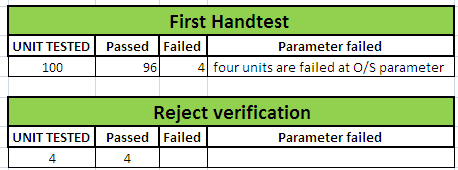 First Handtest
UNIT TESTED Passed Failed Parameter failed
100 96 4 four units are failed at O/S parameter
Reject verification
UNIT TESTED Passed Failed Parameter failed
4 4